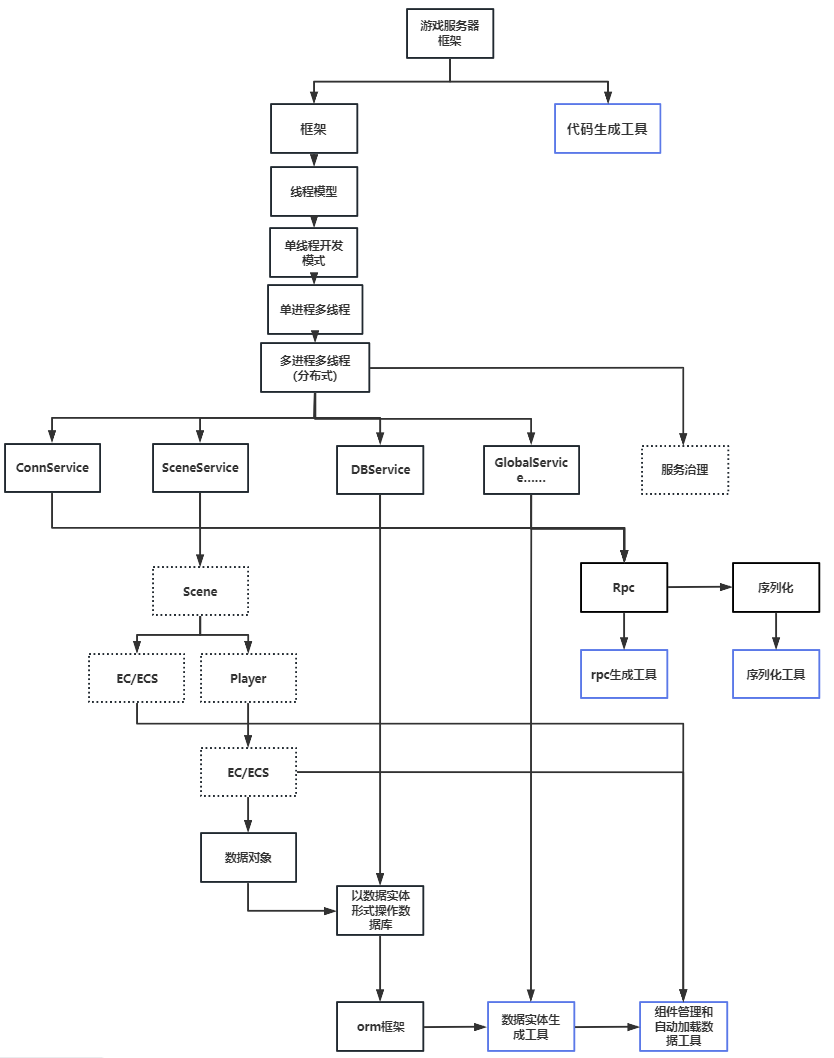 游戏服务器
框架
框架
代码生成工具
线程模型
单线程开发
模式
单进程多线程
多进程多线程
(分布式)
ConnService
SceneService
DBService
GlobalServic
e......
服务治理
Scene
Rpc
序列化
EC/ECS
Player
rpc生成工具
序列化工具
EC/ECS
数据对象
以数据实体
形式操作数
据库
orm框架
数据实体生
成工具
组件管理和
自动加载数
据工具